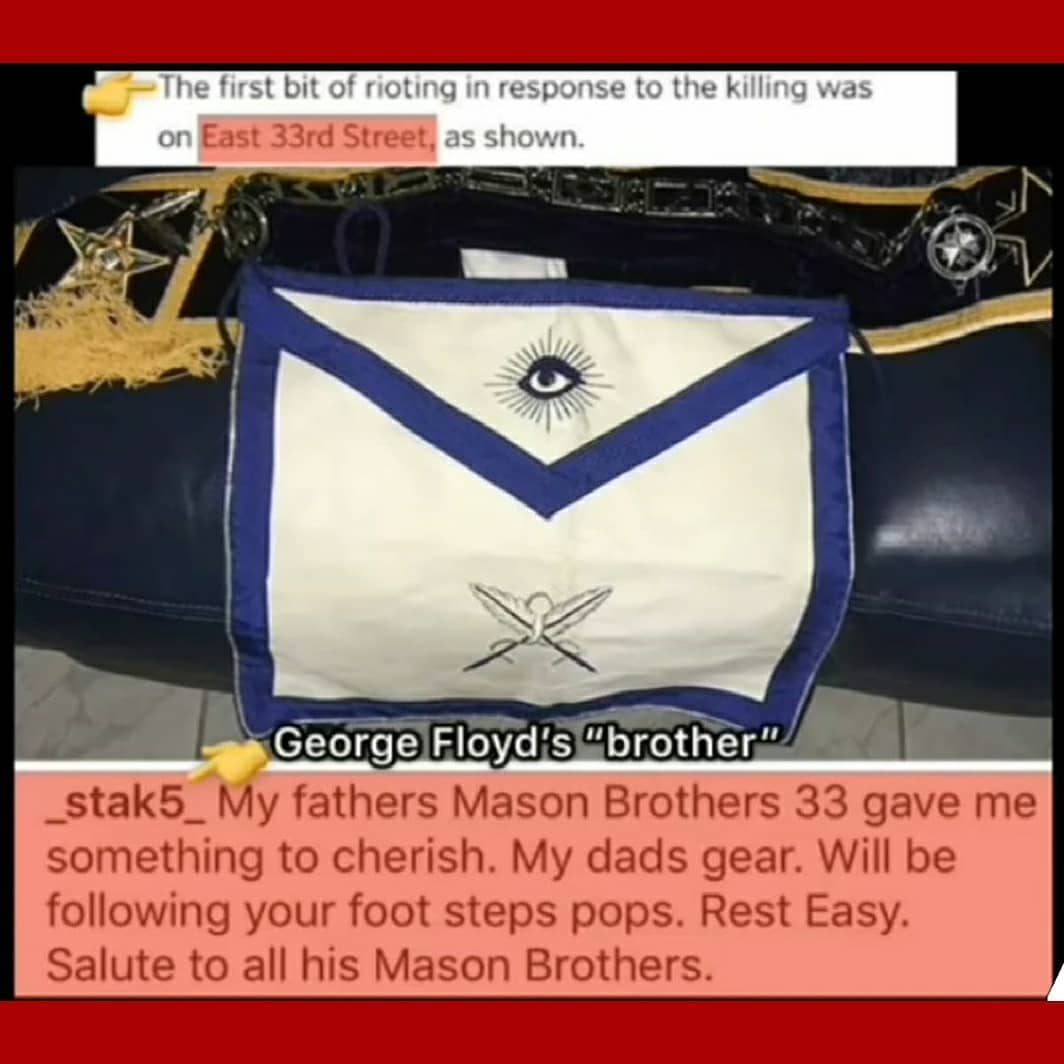 The first bit of rioting in response to the killing was
on East 33rd Street, as shown.
George Floyd's "brother"
_stak5_ My fathers Mason Brothers 33 gave me
something to cherish. My dads gear. Will be
following your foot steps pops. Rest Easy.
Salute to all his Mason Brothers.